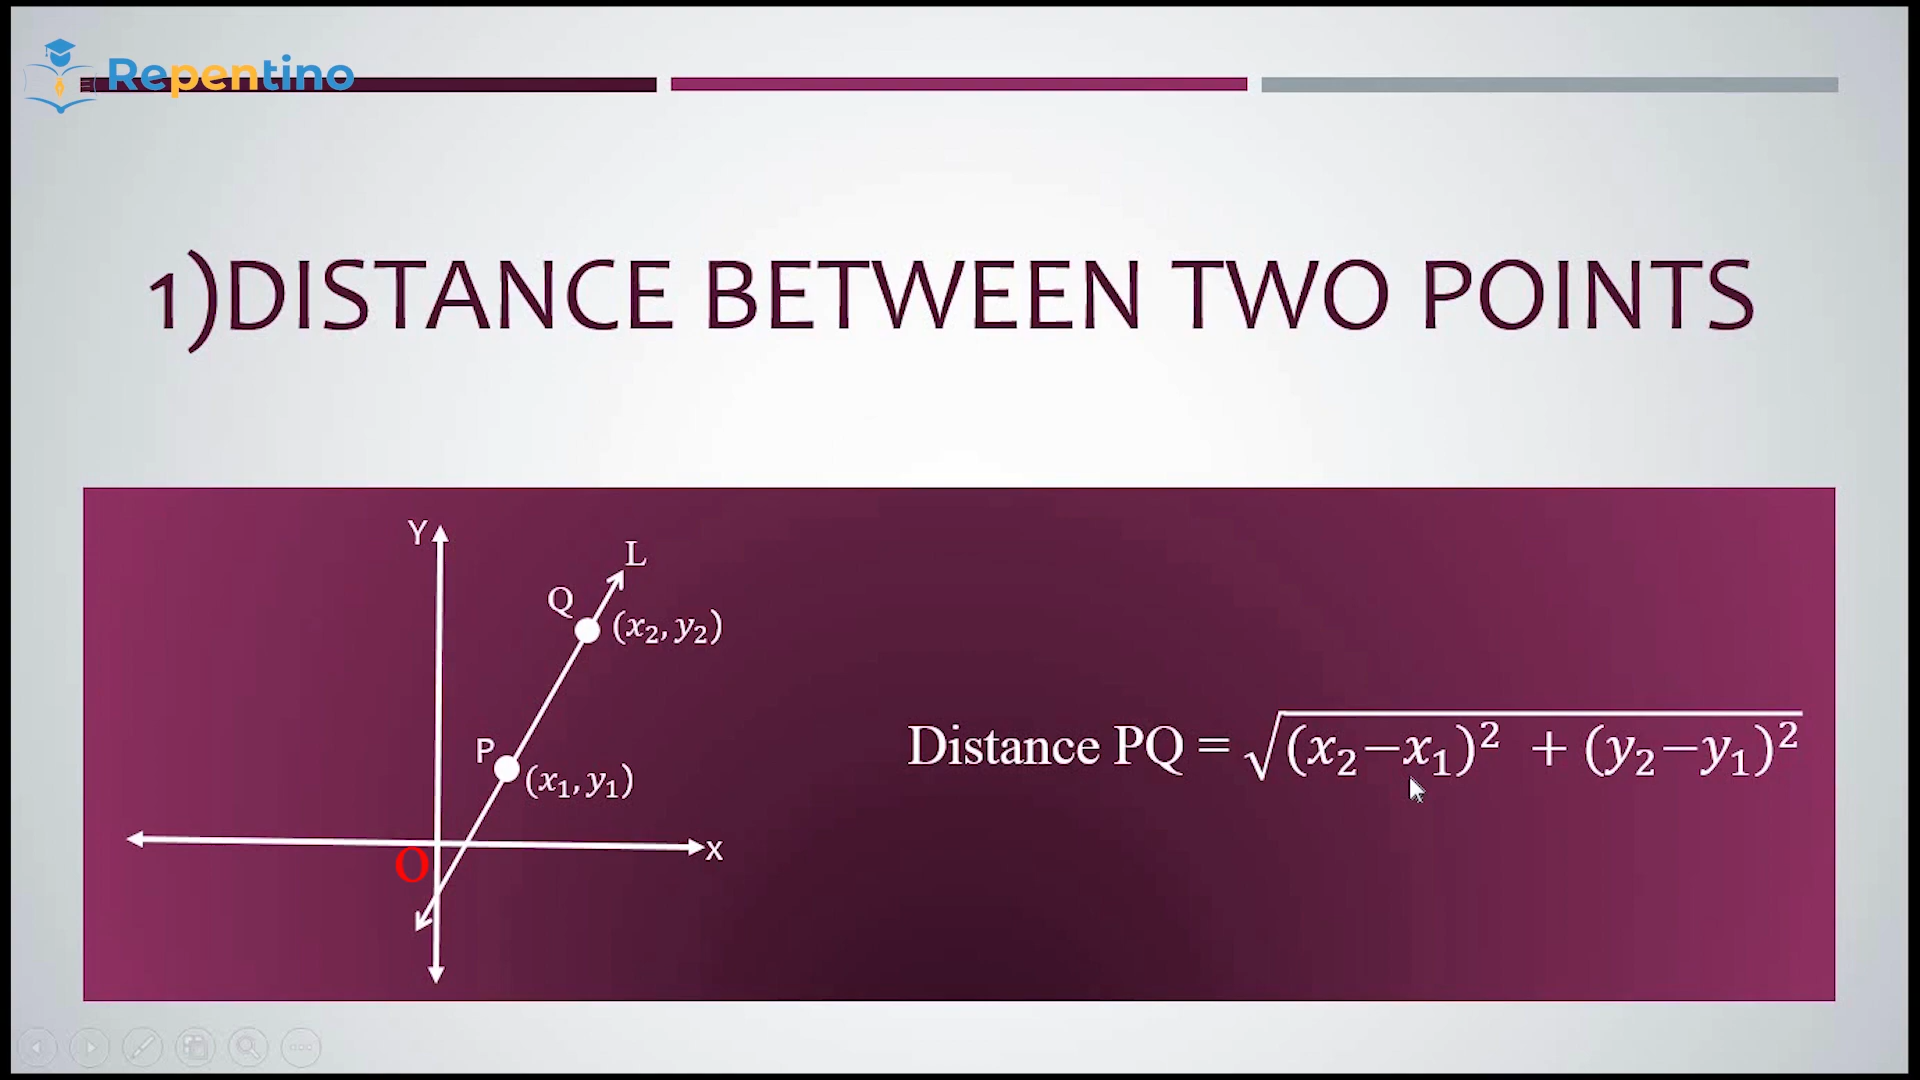 Repentino
1)DISTANCE BETWEEN TWO POINTS
Y
L
Q
(x₂, y₂)
P
(x₁, y₁)
Distance PQ = √(x₂−x₁)² + (y₂−y₁)²
O
x